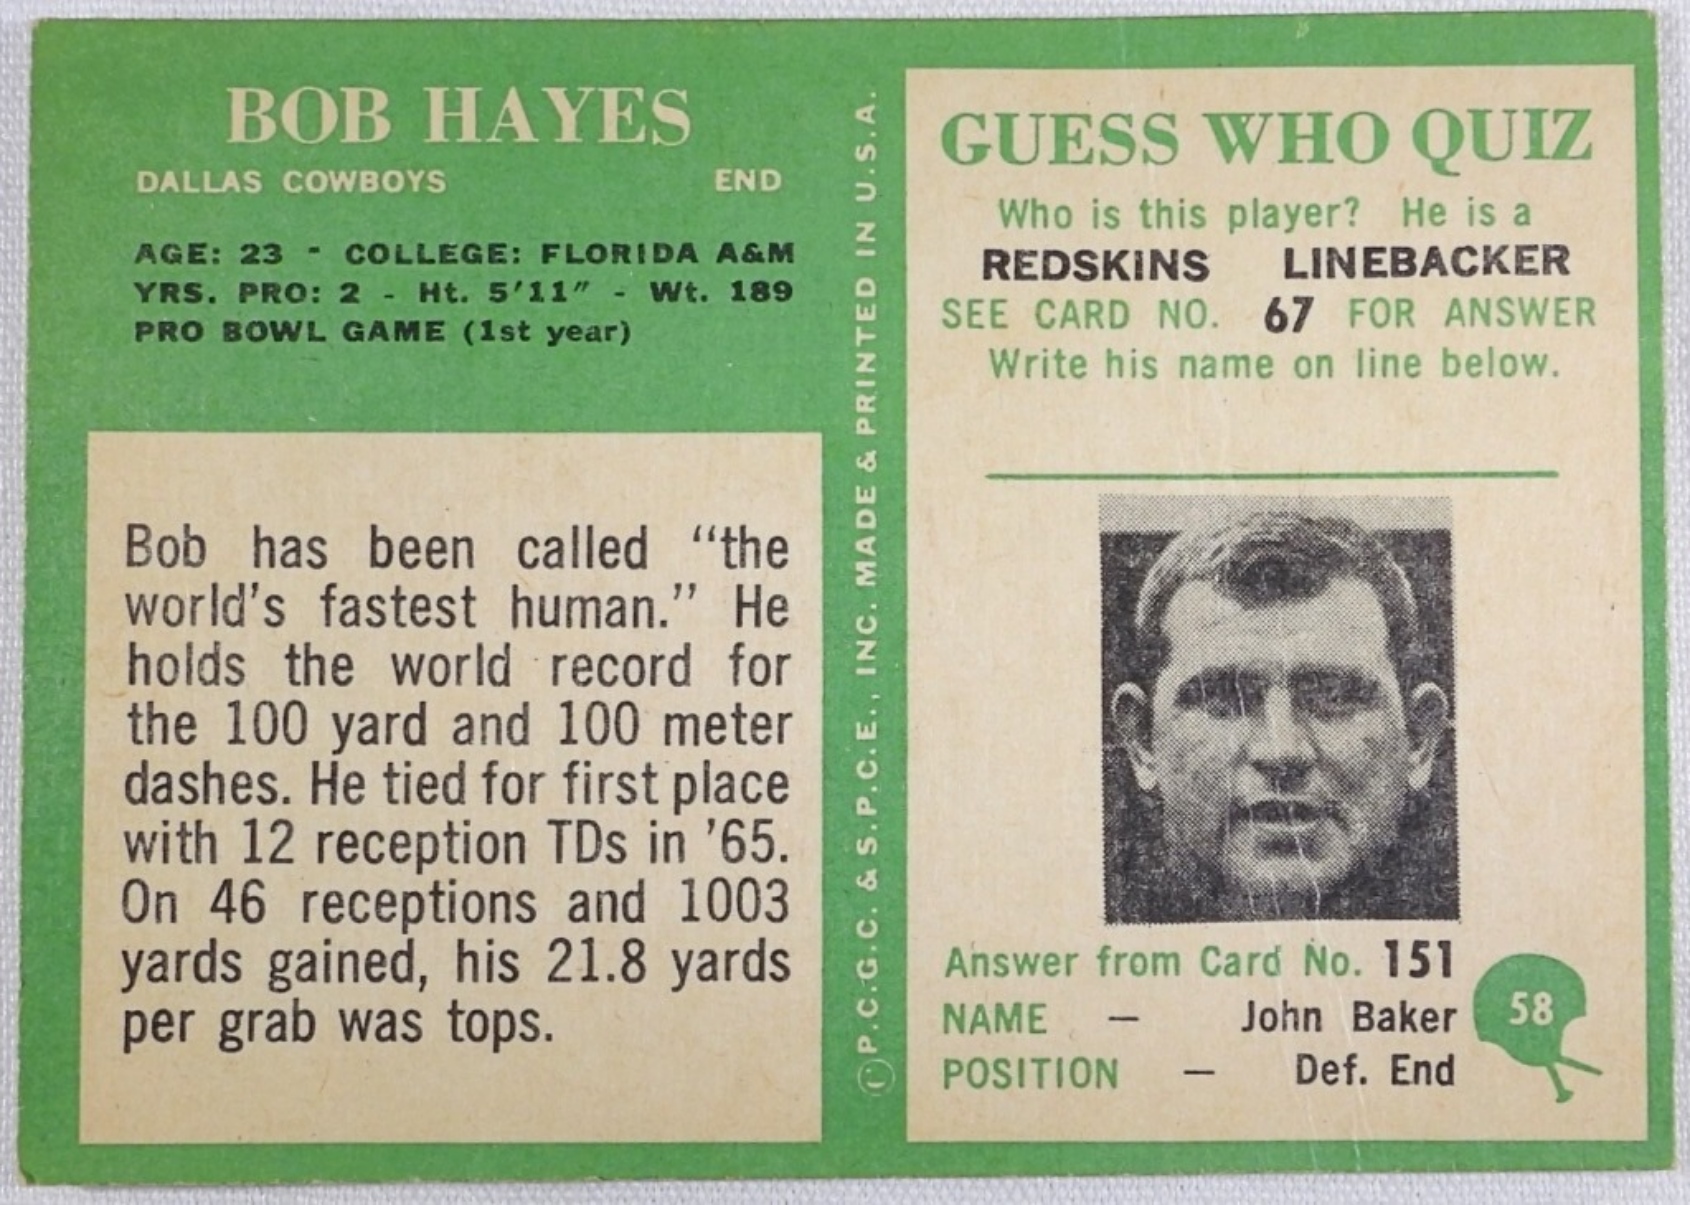 BOB HAYES
DALLAS COWBOYS END
AGE: 23 - COLLEGE: FLORIDA A&M
YRS. PRO: 2 - Ht. 5'11" - Wt. 189
PRO BOWL GAME (1st year)
Bob has been called “the
world's fastest human.” He
holds the world record for
the 100 yard and 100 meter
dashes. He tied for first place
with 12 reception TDs in ’65.
On 46 receptions and 1003
yards gained, his 21.8 yards
per grab was tops.
©P.C.G.C. & S.P.C.E., INC. MADE & PRINTED IN U.S.A.
GUESS WHO QUIZ
Who is this player? He is a
REDSKINS LINEBACKER
SEE CARD NO. 67 FOR ANSWER
Write his name on line below.
Answer from Card No. 151
NAME — John Baker
POSITION — Def. End
58